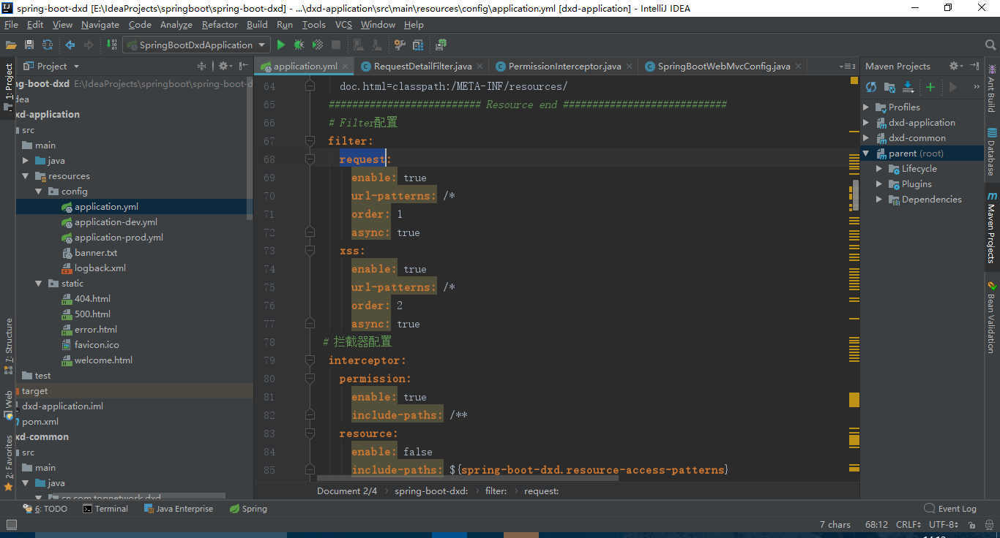 spring-boot-dxd [E:\IdeaProjects\springboot\spring-boot-dxd] - ...\dxd-application\src\main\resources\config\application.yml [dxd-application] - IntelliJ IDEA
File Edit View Navigate Code Analyze Refactor Build Run Tools VCS Window Help
SpringBootDxdApplication
1: Project
7: Structure
Web
2: Favorites
Project
ng-boot-dxd E:\IdeaProjects\springboot\spring-boot-d
dea
xd-application
src
main
java
resources
config
application.yml
application-dev.yml
application-prod.yml
banner.txt
logback.xml
static
404.html
500.html
error.html
favicon.ico
welcome.html
test
target
dxd-application.iml
pom.xml
xd-common
src
main
java
cn.com.topnetwork.dxd
application.yml RequestDetailFilter.java PermissionInterceptor.java SpringBootWebMvcConfig.java
64 doc.html=classpath:/META-INF/resources/
65 ########################## Resource end ############################
66 # Filter配置
67 filter:
68 request:
69 enable: true
70 url-patterns: /*
71 order: 1
72 async: true
73 xss:
74 enable: true
75 url-patterns: /*
76 order: 2
77 async: true
78 # 拦截器配置
79 interceptor:
80 permission:
81 enable: true
82 include-paths: /**
83 resource:
84 enable: false
85 include-paths: ${spring-boot-dxd.resource-access-patterns}
Document 2/4 spring-boot-dxd: filter: request:
Maven Projects
Profiles
dxd-application
dxd-common
parent (root)
Lifecycle
Plugins
Dependencies
Ant Build
Database
Maven Projects
Bean Validation
6: TODO Terminal Java Enterprise Spring Event Log
7 chars 68:12 CRLF UTF-8